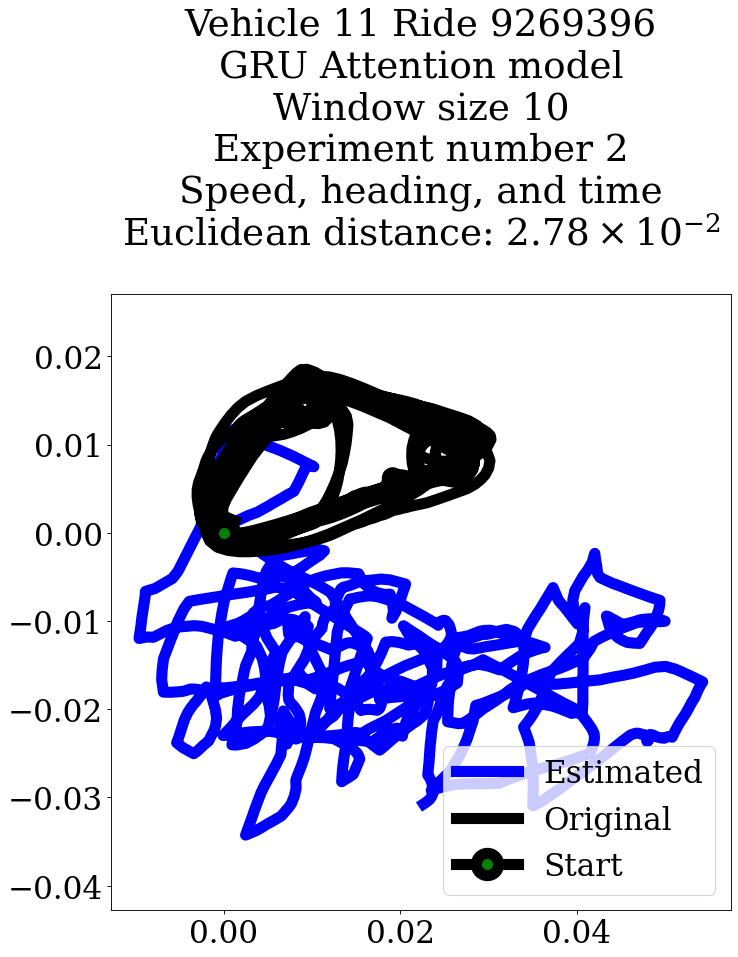 Vehicle 11 Ride 9269396
GRU Attention model
Window size 10
Experiment number 2
Speed, heading, and time
Euclidean distance: 2.78 × 10⁻²
0.02
0.01
0.00
−0.01
−0.02
−0.03
−0.04
0.00 0.02 0.04
Estimated
Original
Start